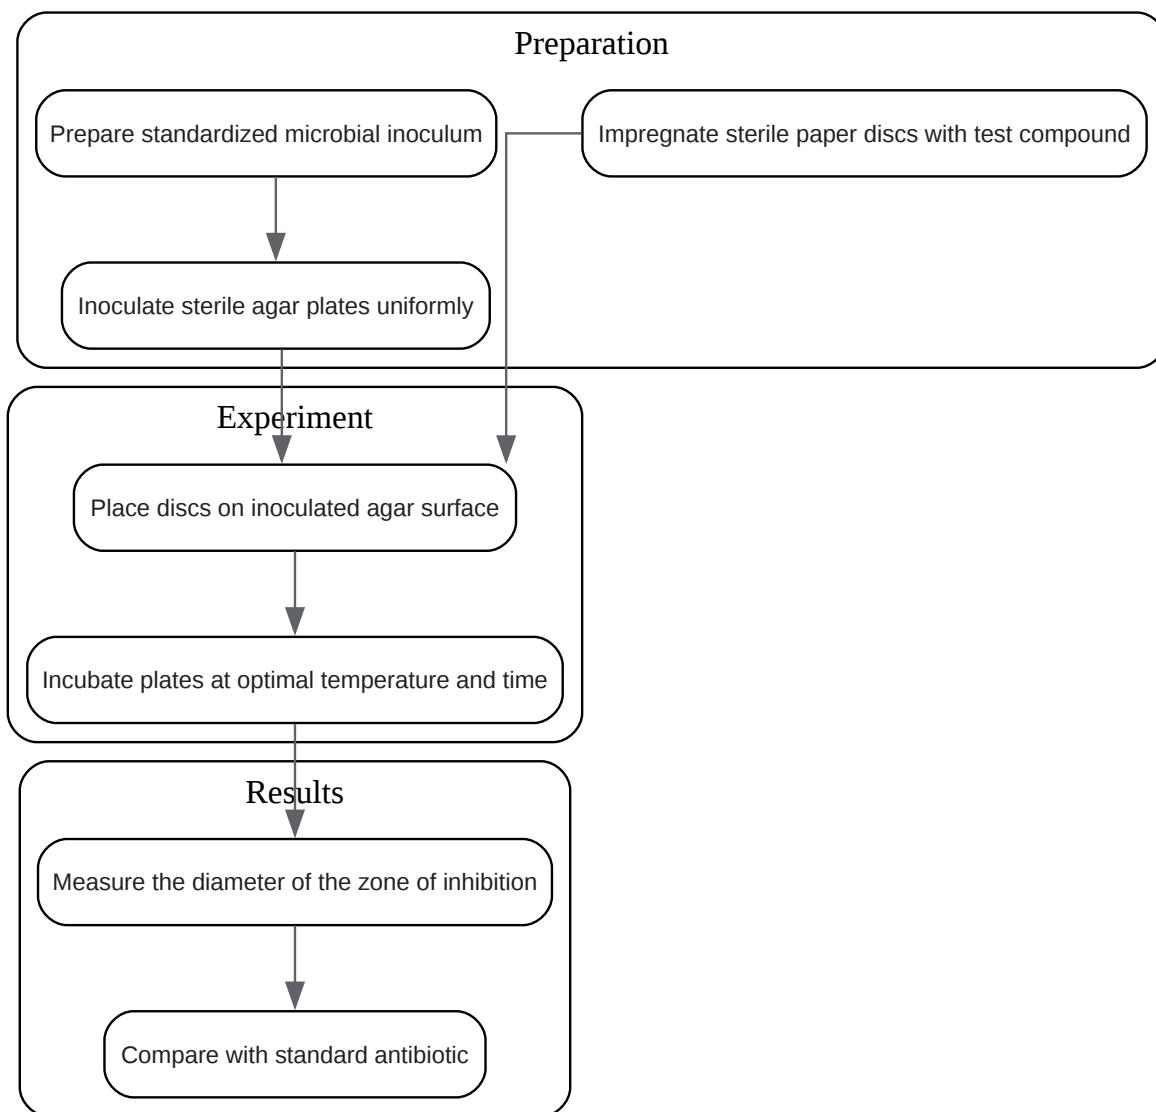 Preparation
Prepare standardized microbial inoculum
Impregnate sterile paper discs with test compound
Inoculate sterile agar plates uniformly
Experiment
Place discs on inoculated agar surface
Incubate plates at optimal temperature and time
Results
Measure the diameter of the zone of inhibition
Compare with standard antibiotic